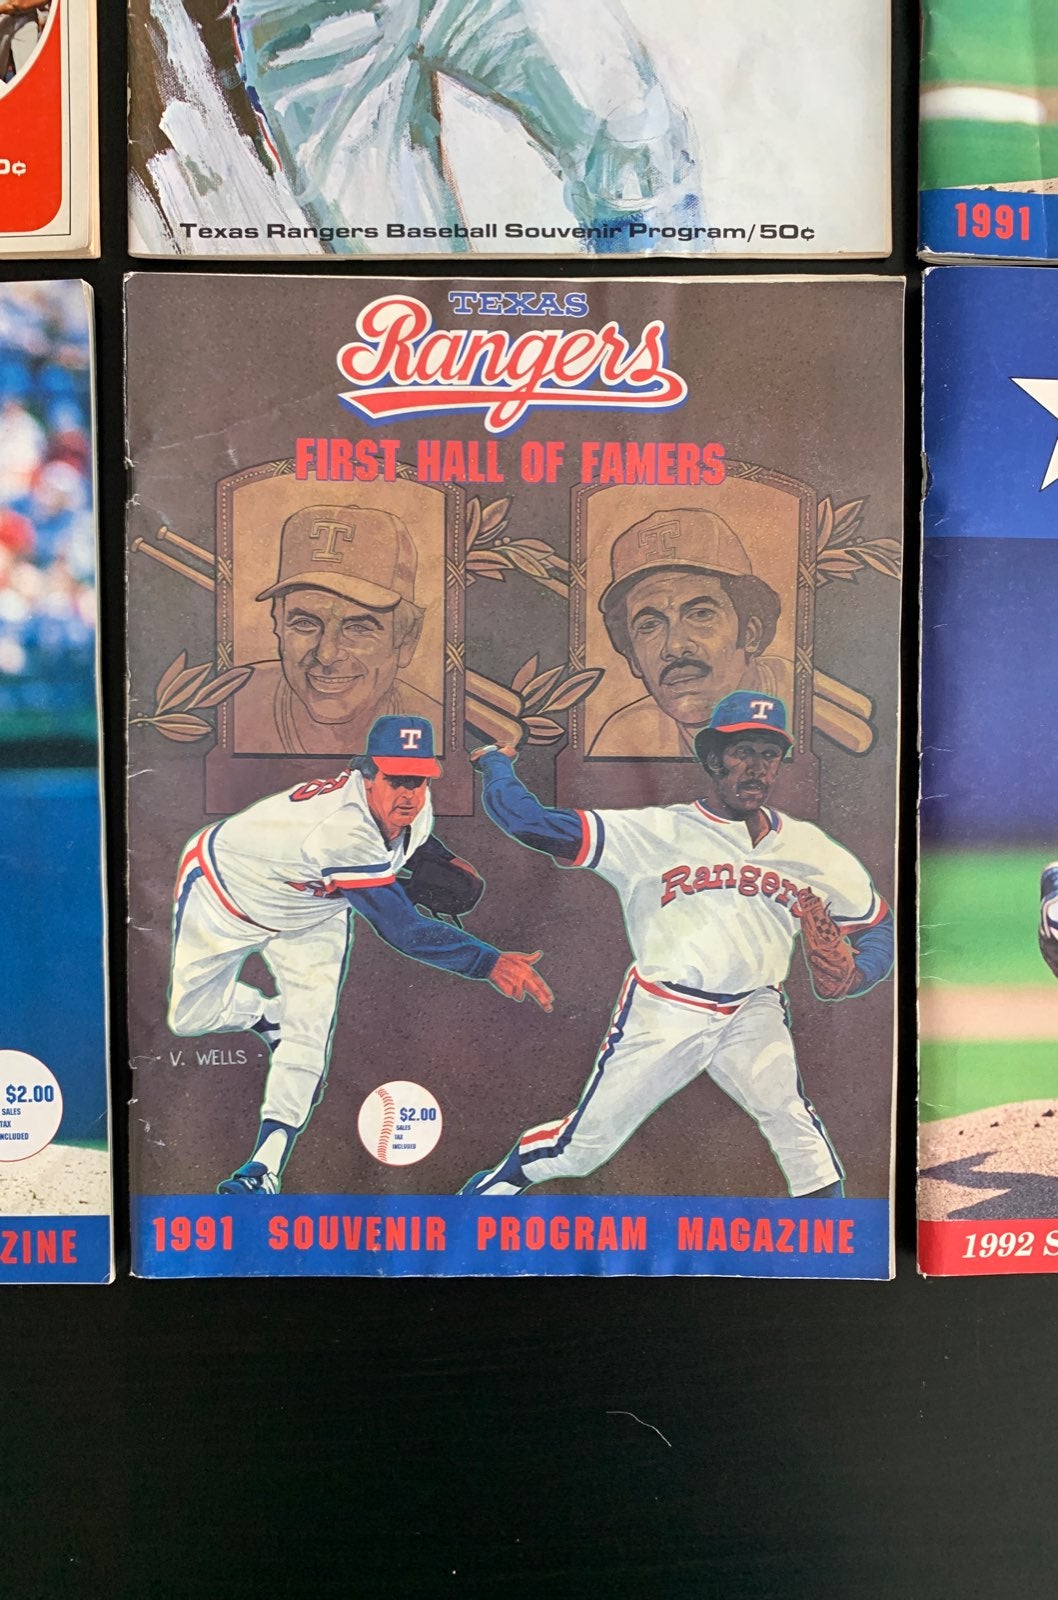 0¢
Texas Rangers Baseball Souvenir Program/50¢
1991
TEXAS
Rangers
FIRST HALL OF FAMERS
T
T
T
T
Rangers
V. WELLS
$2.00
SALES
TAX
INCLUDED
$2.00
SALES
TAX
INCLUDED
ZINE
1991 SOUVENIR PROGRAM MAGAZINE
1992 S